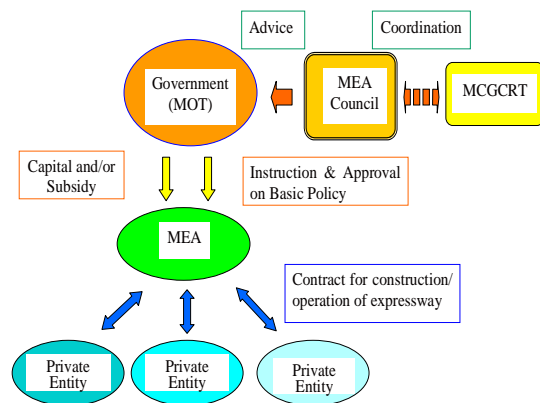 Advice
Coordination
Government
(MOT)
MEA
Council
MCGCRT
Capital and/or
Subsidy
Instruction & Approval
on Basic Policy
MEA
Contract for construction/
operation of expressway
Private
Entity
Private
Entity
Private
Entity